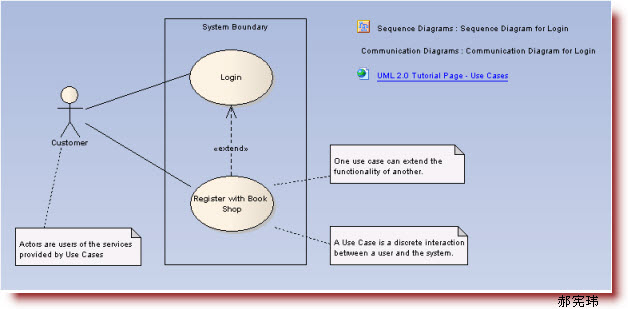 System Boundary
Sequence Diagrams : Sequence Diagram for Login
Communication Diagrams : Communication Diagram for Login
UML 2.0 Tutorial Page - Use Cases
Login
Customer
«extend»
One use case can extend the
functionality of another.
Register with Book
Shop
Actors are users of the services
provided by Use Cases
A Use Case is a discrete interaction
between a user and the system.
郝宪玮